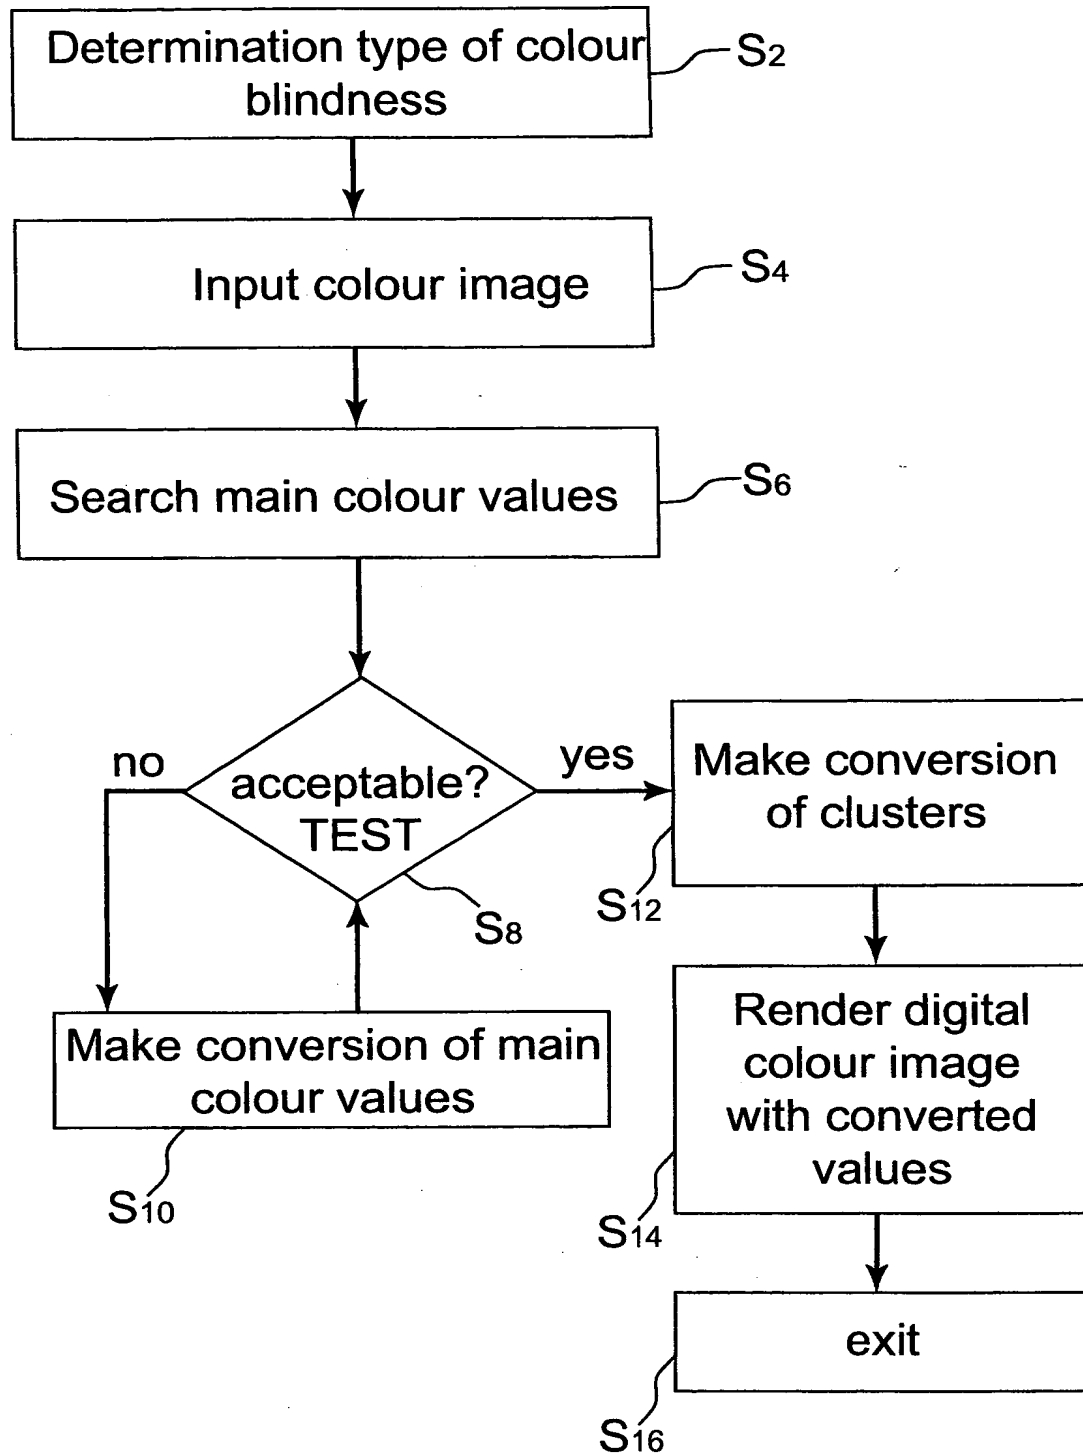 Determination type of colour
blindness
S2
Input colour image
S4
Search main colour values
S6
no
acceptable?
TEST
yes
S8
Make conversion
of clusters
S12
Make conversion of main
colour values
S10
Render digital
colour image
with converted
values
S14
exit
S16